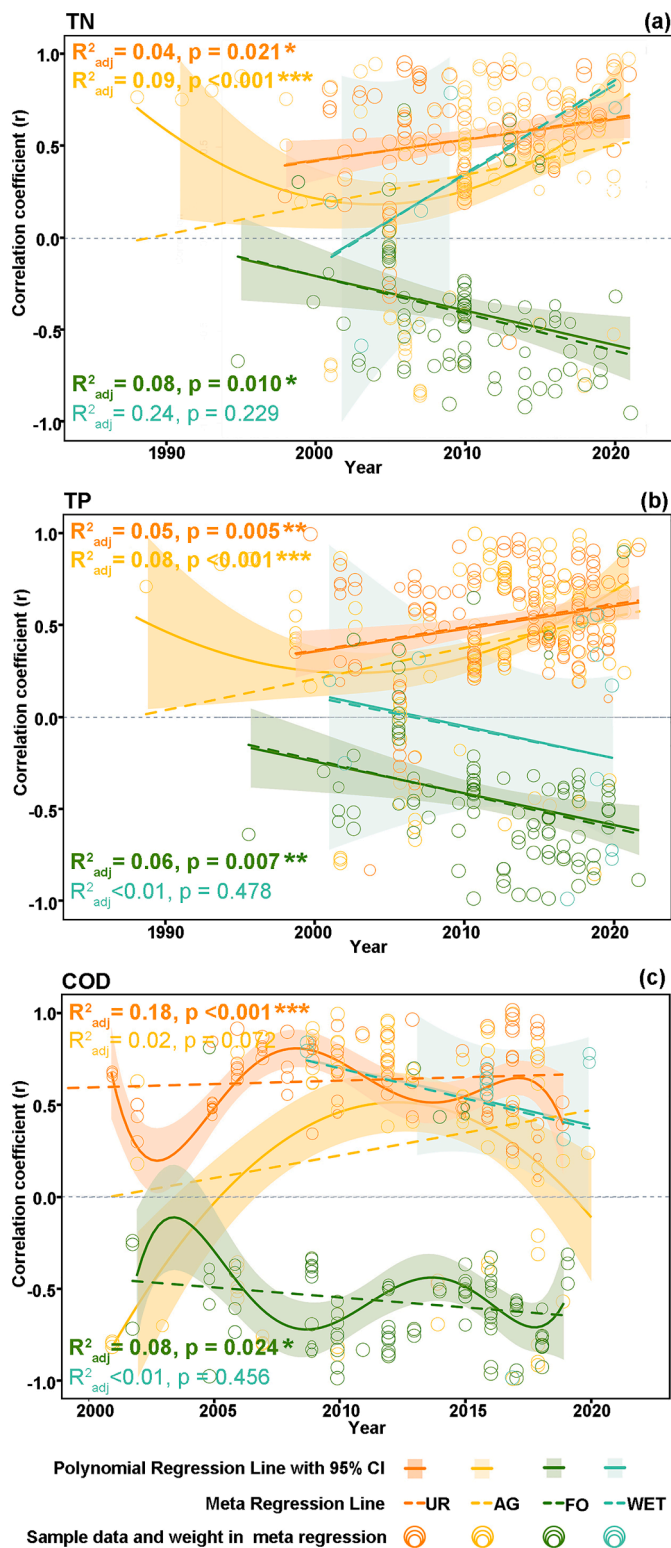 TN (a)
R²adj= 0.04, p = 0.021*
R²adj= 0.09, p <0.001***
1.0
0.5
0.0
-0.5
-1.0
Correlation coefficient (r)
R²adj= 0.08, p = 0.010*
R²adj= 0.24, p = 0.229
1990 2000 2010 2020
Year
TP (b)
R²adj= 0.05, p = 0.005**
R²adj= 0.08, p <0.001***
1.0
0.5
0.0
-0.5
-1.0
Correlation coefficient (r)
R²adj= 0.06, p = 0.007**
R²adj<0.01, p = 0.478
1990 2000 2010 2020
Year
COD (c)
R²adj= 0.18, p <0.001***
R²adj= 0.02, p = 0.072
1.0
0.5
0.0
-0.5
-1.0
Correlation coefficient (r)
R²adj= 0.08, p = 0.024*
R²adj<0.01, p = 0.456
2000 2005 2010 2015 2020
Year
Polynomial Regression Line with 95% CI
Meta Regression Line UR AG FO WET
Sample data and weight in meta regression